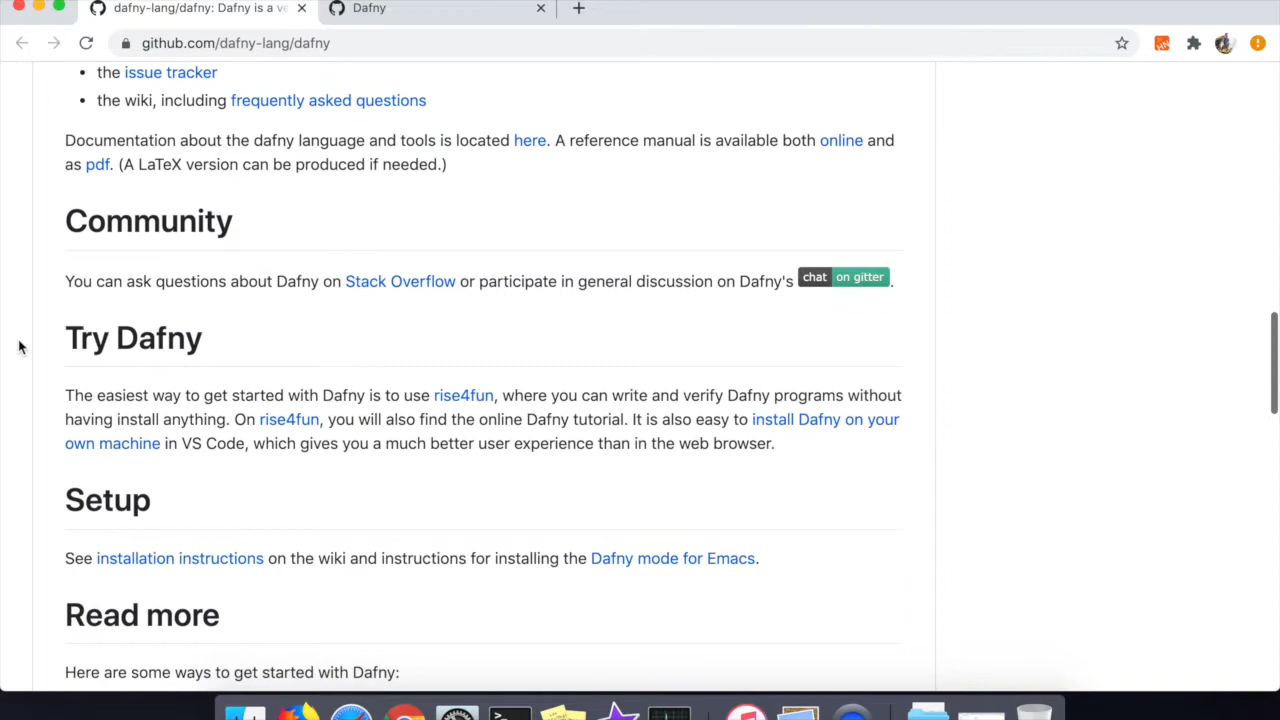 dafny-lang/dafny: Dafny is a ve
Dafny
github.com/dafny-lang/dafny
• the issue tracker
• the wiki, including frequently asked questions
Documentation about the dafny language and tools is located here. A reference manual is available both online and
as pdf. (A LaTeX version can be produced if needed.)
Community
You can ask questions about Dafny on Stack Overflow or participate in general discussion on Dafny's chat on gitter.
Try Dafny
The easiest way to get started with Dafny is to use rise4fun, where you can write and verify Dafny programs without
having install anything. On rise4fun, you will also find the online Dafny tutorial. It is also easy to install Dafny on your
own machine in VS Code, which gives you a much better user experience than in the web browser.
Setup
See installation instructions on the wiki and instructions for installing the Dafny mode for Emacs.
Read more
Here are some ways to get started with Dafny: